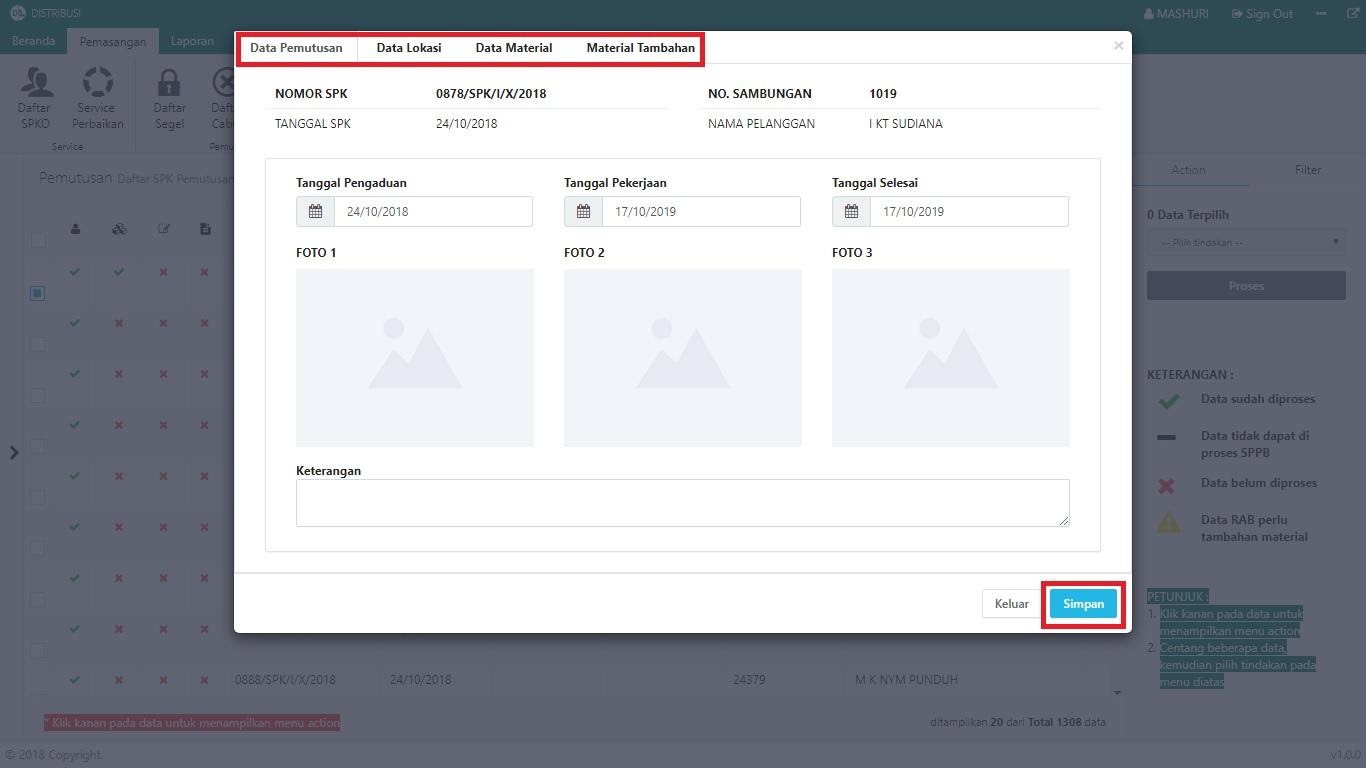 DISTRIBUSI
MASHURI
Sign Out
Beranda
Pemasangan
Laporan
Daftar SPKO
Service Perbaikan
Daftar Segel
Service
Pemutusan Daftar SPK Pemutusan
Data Pemutusan
Data Lokasi
Data Material
Material Tambahan
×
NOMOR SPK
0878/SPK/I/X/2018
NO. SAMBUNGAN
1019
TANGGAL SPK
24/10/2018
NAMA PELANGGAN
I KT SUDIANA
Tanggal Pengaduan
Tanggal Pekerjaan
Tanggal Selesai
24/10/2018
17/10/2019
17/10/2019
FOTO 1
FOTO 2
FOTO 3
Keterangan
Keluar
Simpan
Action
Filter
0 Data Terpilih
-- Pilih tindakan --
Proses
KETERANGAN :
Data sudah diproses
Data tidak dapat di
proses SPPB
Data belum diproses
Data RAB perlu
tambahan material
PETUNJUK :
1. Klik kanan pada data untuk
menampilkan menu action
2. Centang beberapa data,
kemudian pilih tindakan pada
menu diatas
0888/SPK/I/X/2018
24/10/2018
24379
M K NYM PUNDUH
* Klik kanan pada data untuk menampilkan menu action
ditampilkan 20 dari Total 1308 data
© 2018 Copyright.
v1.0.0